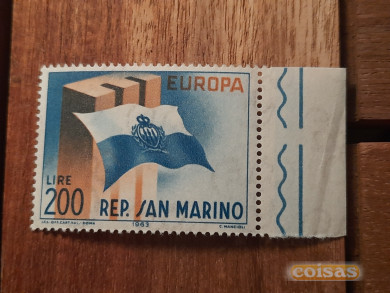 EUROPA
LIRE
200
REP. SAN MARINO
1963
coisas